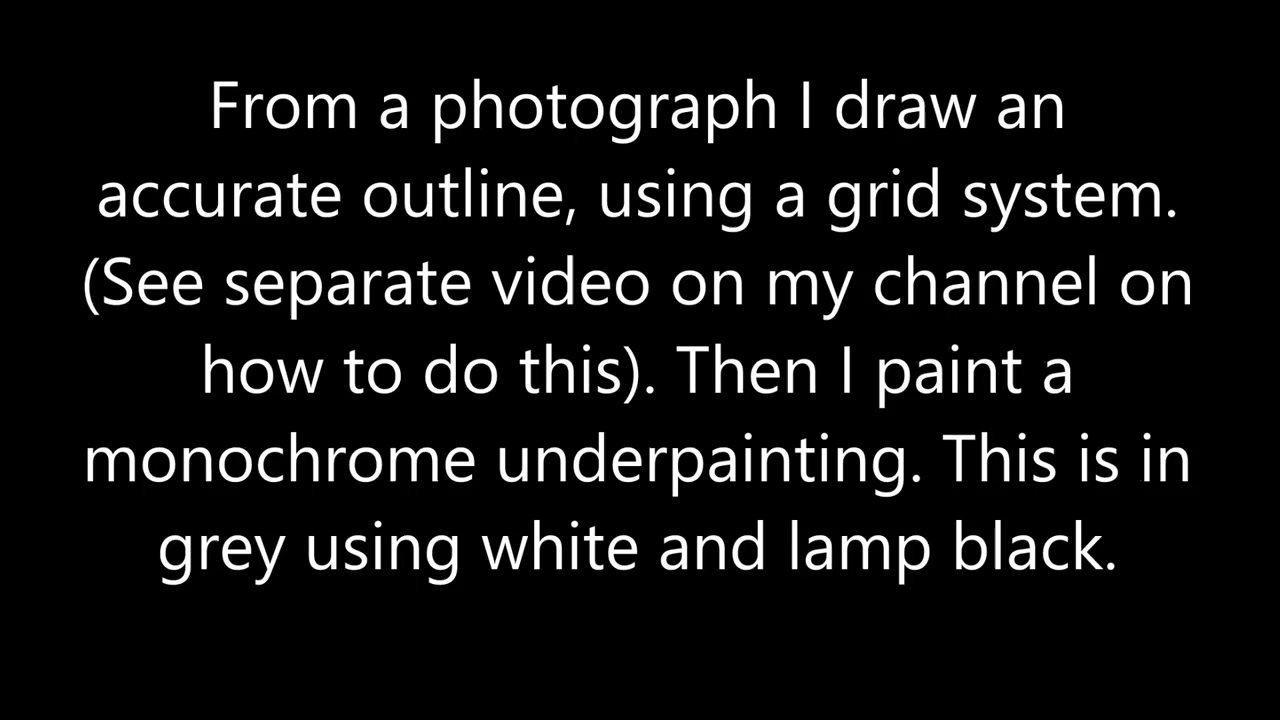 From a photograph I draw an
accurate outline, using a grid system.
(See separate video on my channel on
how to do this). Then I paint a
monochrome underpainting. This is in
grey using white and lamp black.